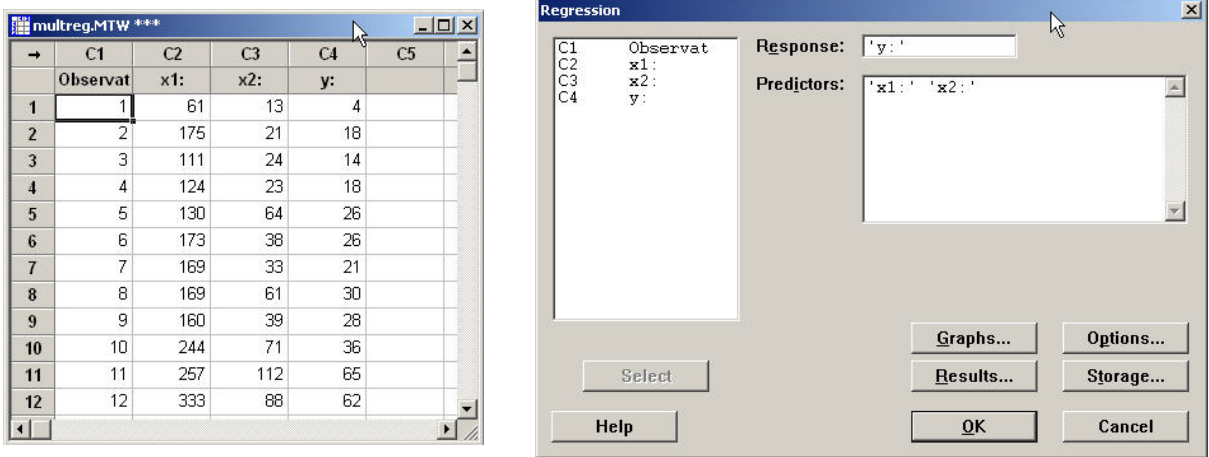 multreg.MTW ***
→ C1 C2 C3 C4 C5
Observat x1: x2: y:
1 1 61 13 4
2 2 175 21 18
3 3 111 24 14
4 4 124 23 18
5 5 130 64 26
6 6 173 38 26
7 7 169 33 21
8 8 169 61 30
9 9 160 39 28
10 10 244 71 36
11 11 257 112 65
12 12 333 88 62
Regression
C1 Observat
C2 x1:
C3 x2:
C4 y:
Response: 'y:'
Predictors: 'x1:' 'x2:'
Graphs... Options...
Select Results... Storage...
Help OK Cancel